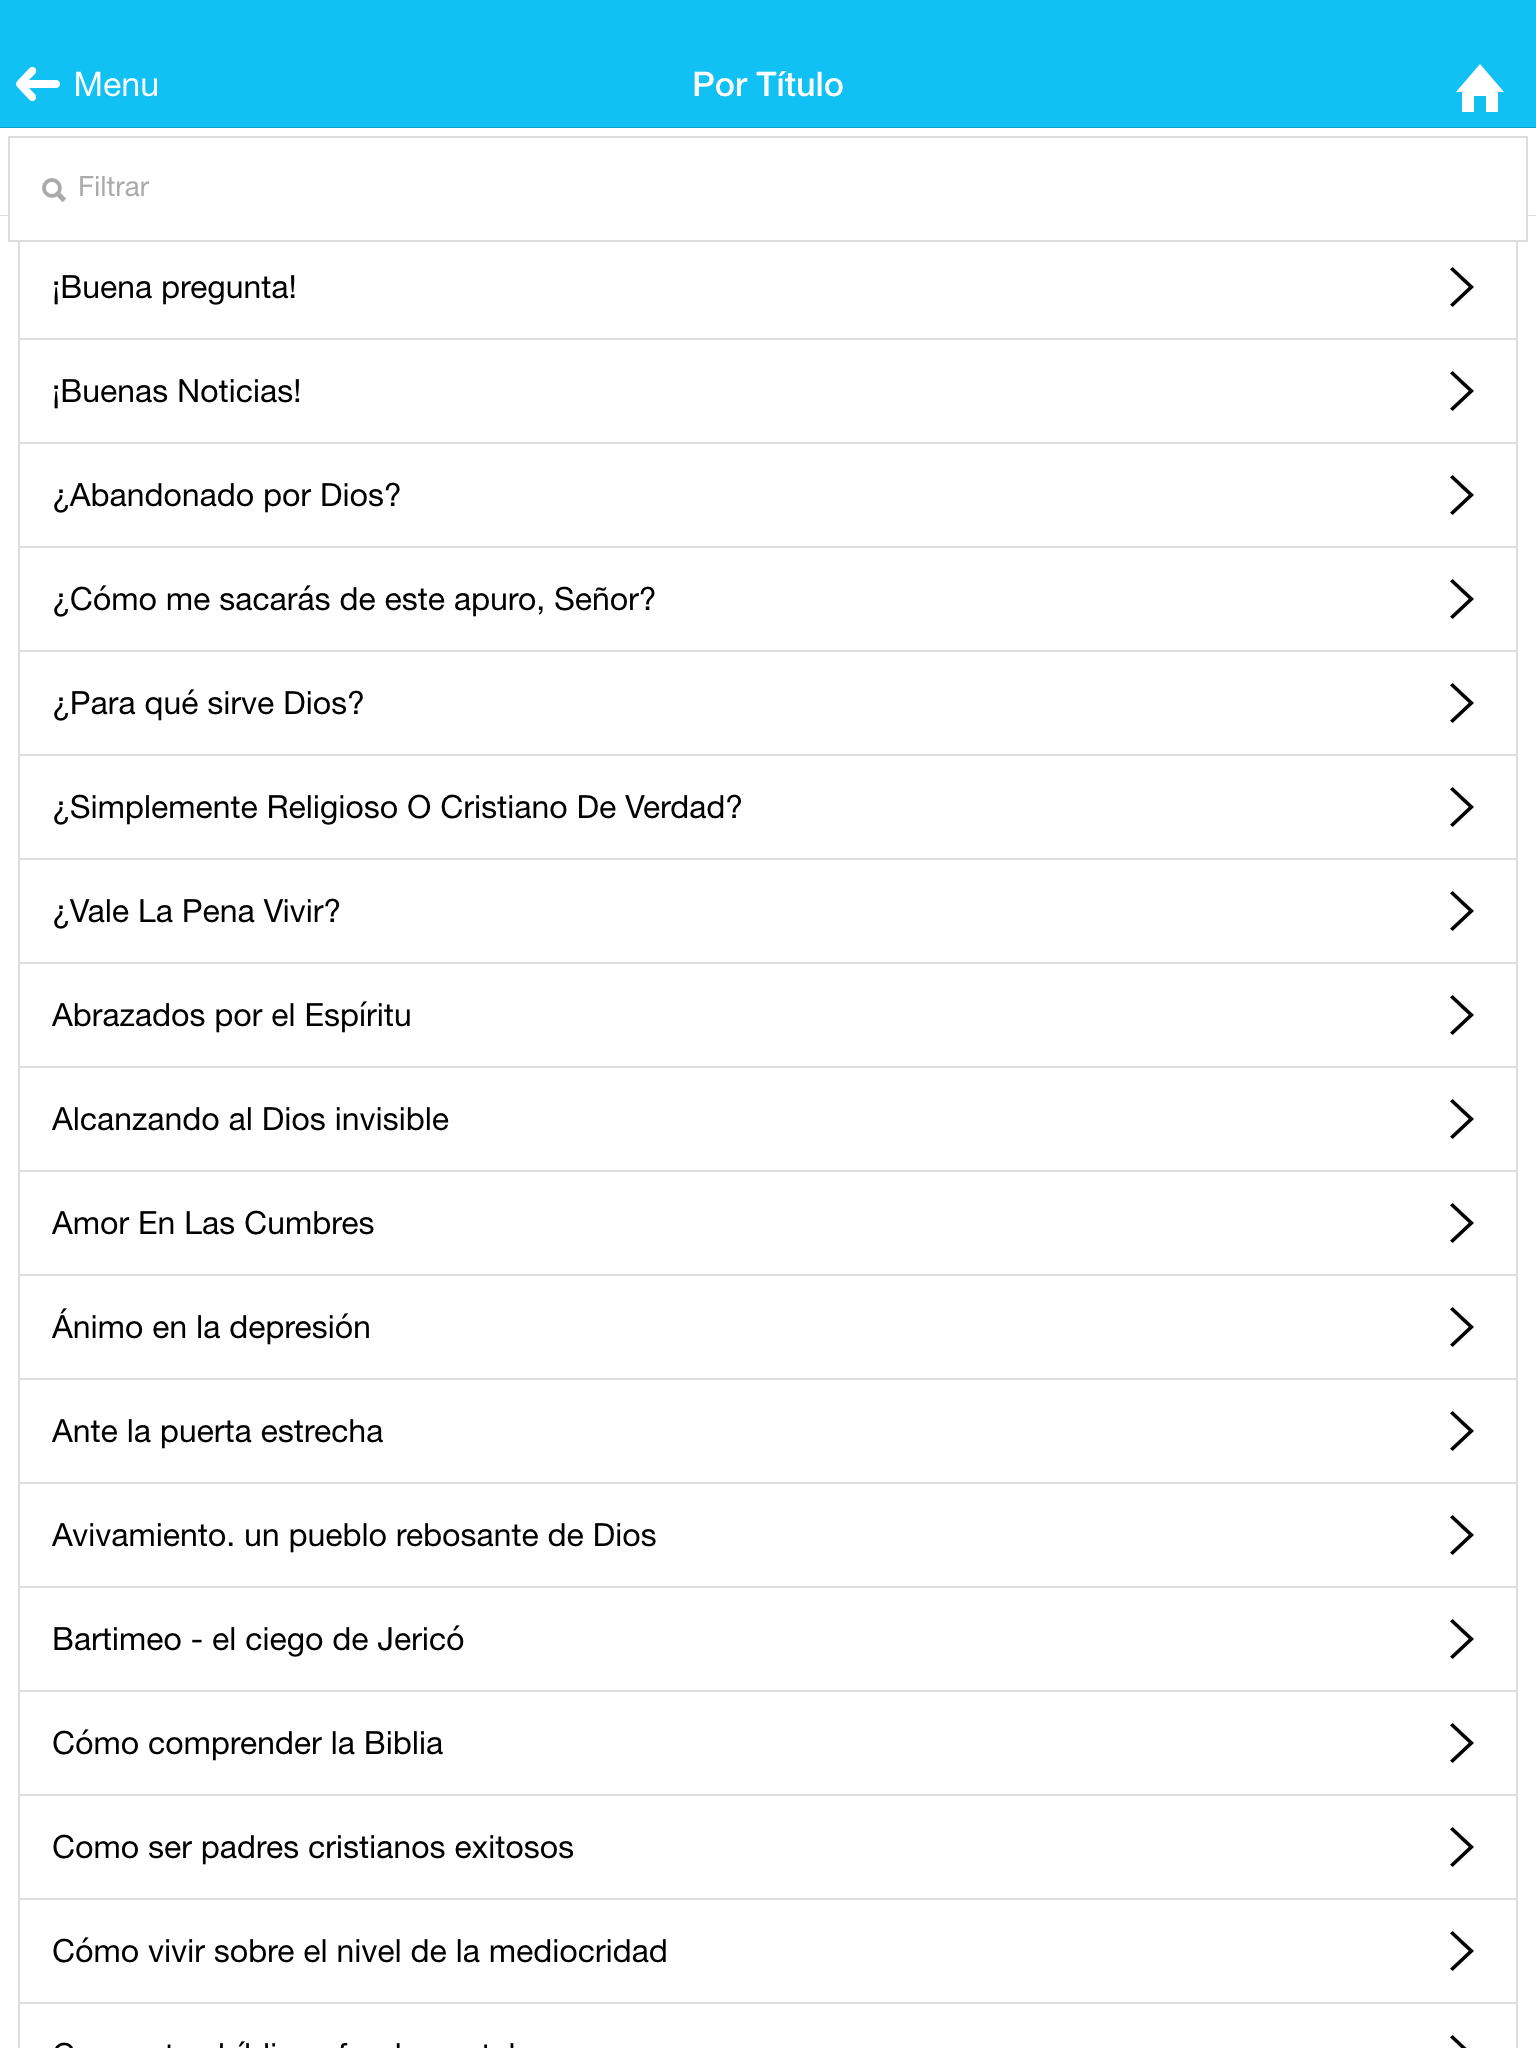 Menu
Por Título
Filtrar
¡Buena pregunta!
¡Buenas Noticias!
¿Abandonado por Dios?
¿Cómo me sacarás de este apuro, Señor?
¿Para qué sirve Dios?
¿Simplemente Religioso O Cristiano De Verdad?
¿Vale La Pena Vivir?
Abrazados por el Espíritu
Alcanzando al Dios invisible
Amor En Las Cumbres
Ánimo en la depresión
Ante la puerta estrecha
Avivamiento. un pueblo rebosante de Dios
Bartimeo - el ciego de Jericó
Cómo comprender la Biblia
Como ser padres cristianos exitosos
Cómo vivir sobre el nivel de la mediocridad